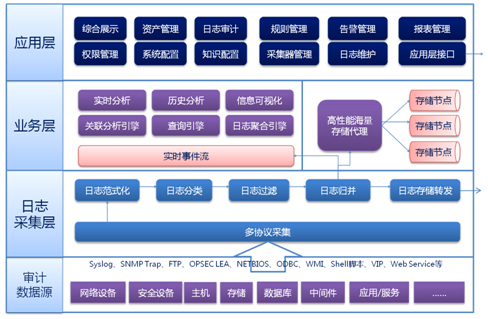 应用层
综合展示 资产管理 日志审计 规则管理 告警管理 报表管理
权限管理 系统配置 知识配置 采集器管理 日志维护 应用层接口
业务层
实时分析 历史分析 信息可视化
关联分析引擎 查询引擎 日志聚合引擎
实时事件流
高性能海量
存储代理
存储节点
存储节点
存储节点
日志
采集层
日志范式化 日志分类 日志过滤 日志归并 日志存储转发
多协议采集
Syslog、SNMP Trap、FTP、OPSEC LEA、NETBIOS、ODBC、WMI、Shell脚本、VIP、Web Service等
审计
数据源
网络设备 安全设备 主机 存储 数据库 中间件 应用/服务 ……